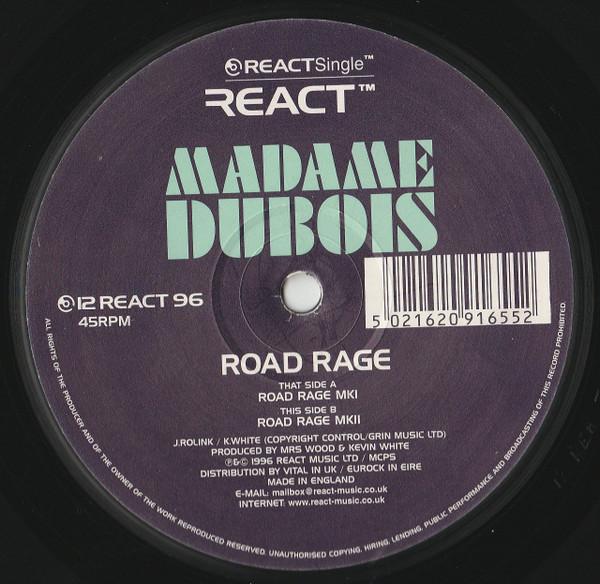 REACTSingle™
REACT™
MADAME
DUBOIS
12 REACT 96
45RPM
5 021620 916552
ROAD RAGE
THAT SIDE A
ROAD RAGE MKI
THIS SIDE B
ROAD RAGE MKII
J.ROLINK / K.WHITE (COPYRIGHT CONTROL/GRIN MUSIC LTD)
PRODUCED BY MRS WOOD & KEVIN WHITE
℗&© 1996 REACT MUSIC LTD / MCPS
DISTRIBUTION BY VITAL IN UK / EUROCK IN EIRE
MADE IN ENGLAND
E-MAIL: mailbox@react-music.co.uk
INTERNET: www.react-music.co.uk
ALL RIGHTS OF THE PRODUCER AND OF THE OWNER OF THE WORK REPRODUCED RESERVED. UNAUTHORISED COPYING, HIRING, LENDING, PUBLIC PERFORMANCE AND BROADCASTING OF THIS RECORD PROHIBITED.